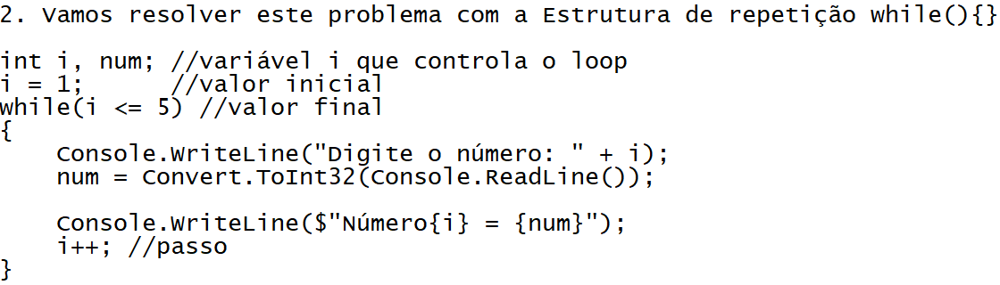 2. Vamos resolver este problema com a Estrutura de repetição while(){}
int i, num; //variável i que controla o loop
i = 1;      //valor inicial
while(i <= 5) //valor final
{
    Console.WriteLine("Digite o número: " + i);
    num = Convert.ToInt32(Console.ReadLine());
    Console.WriteLine($"Número{i} = {num}");
    i++; //passo
}